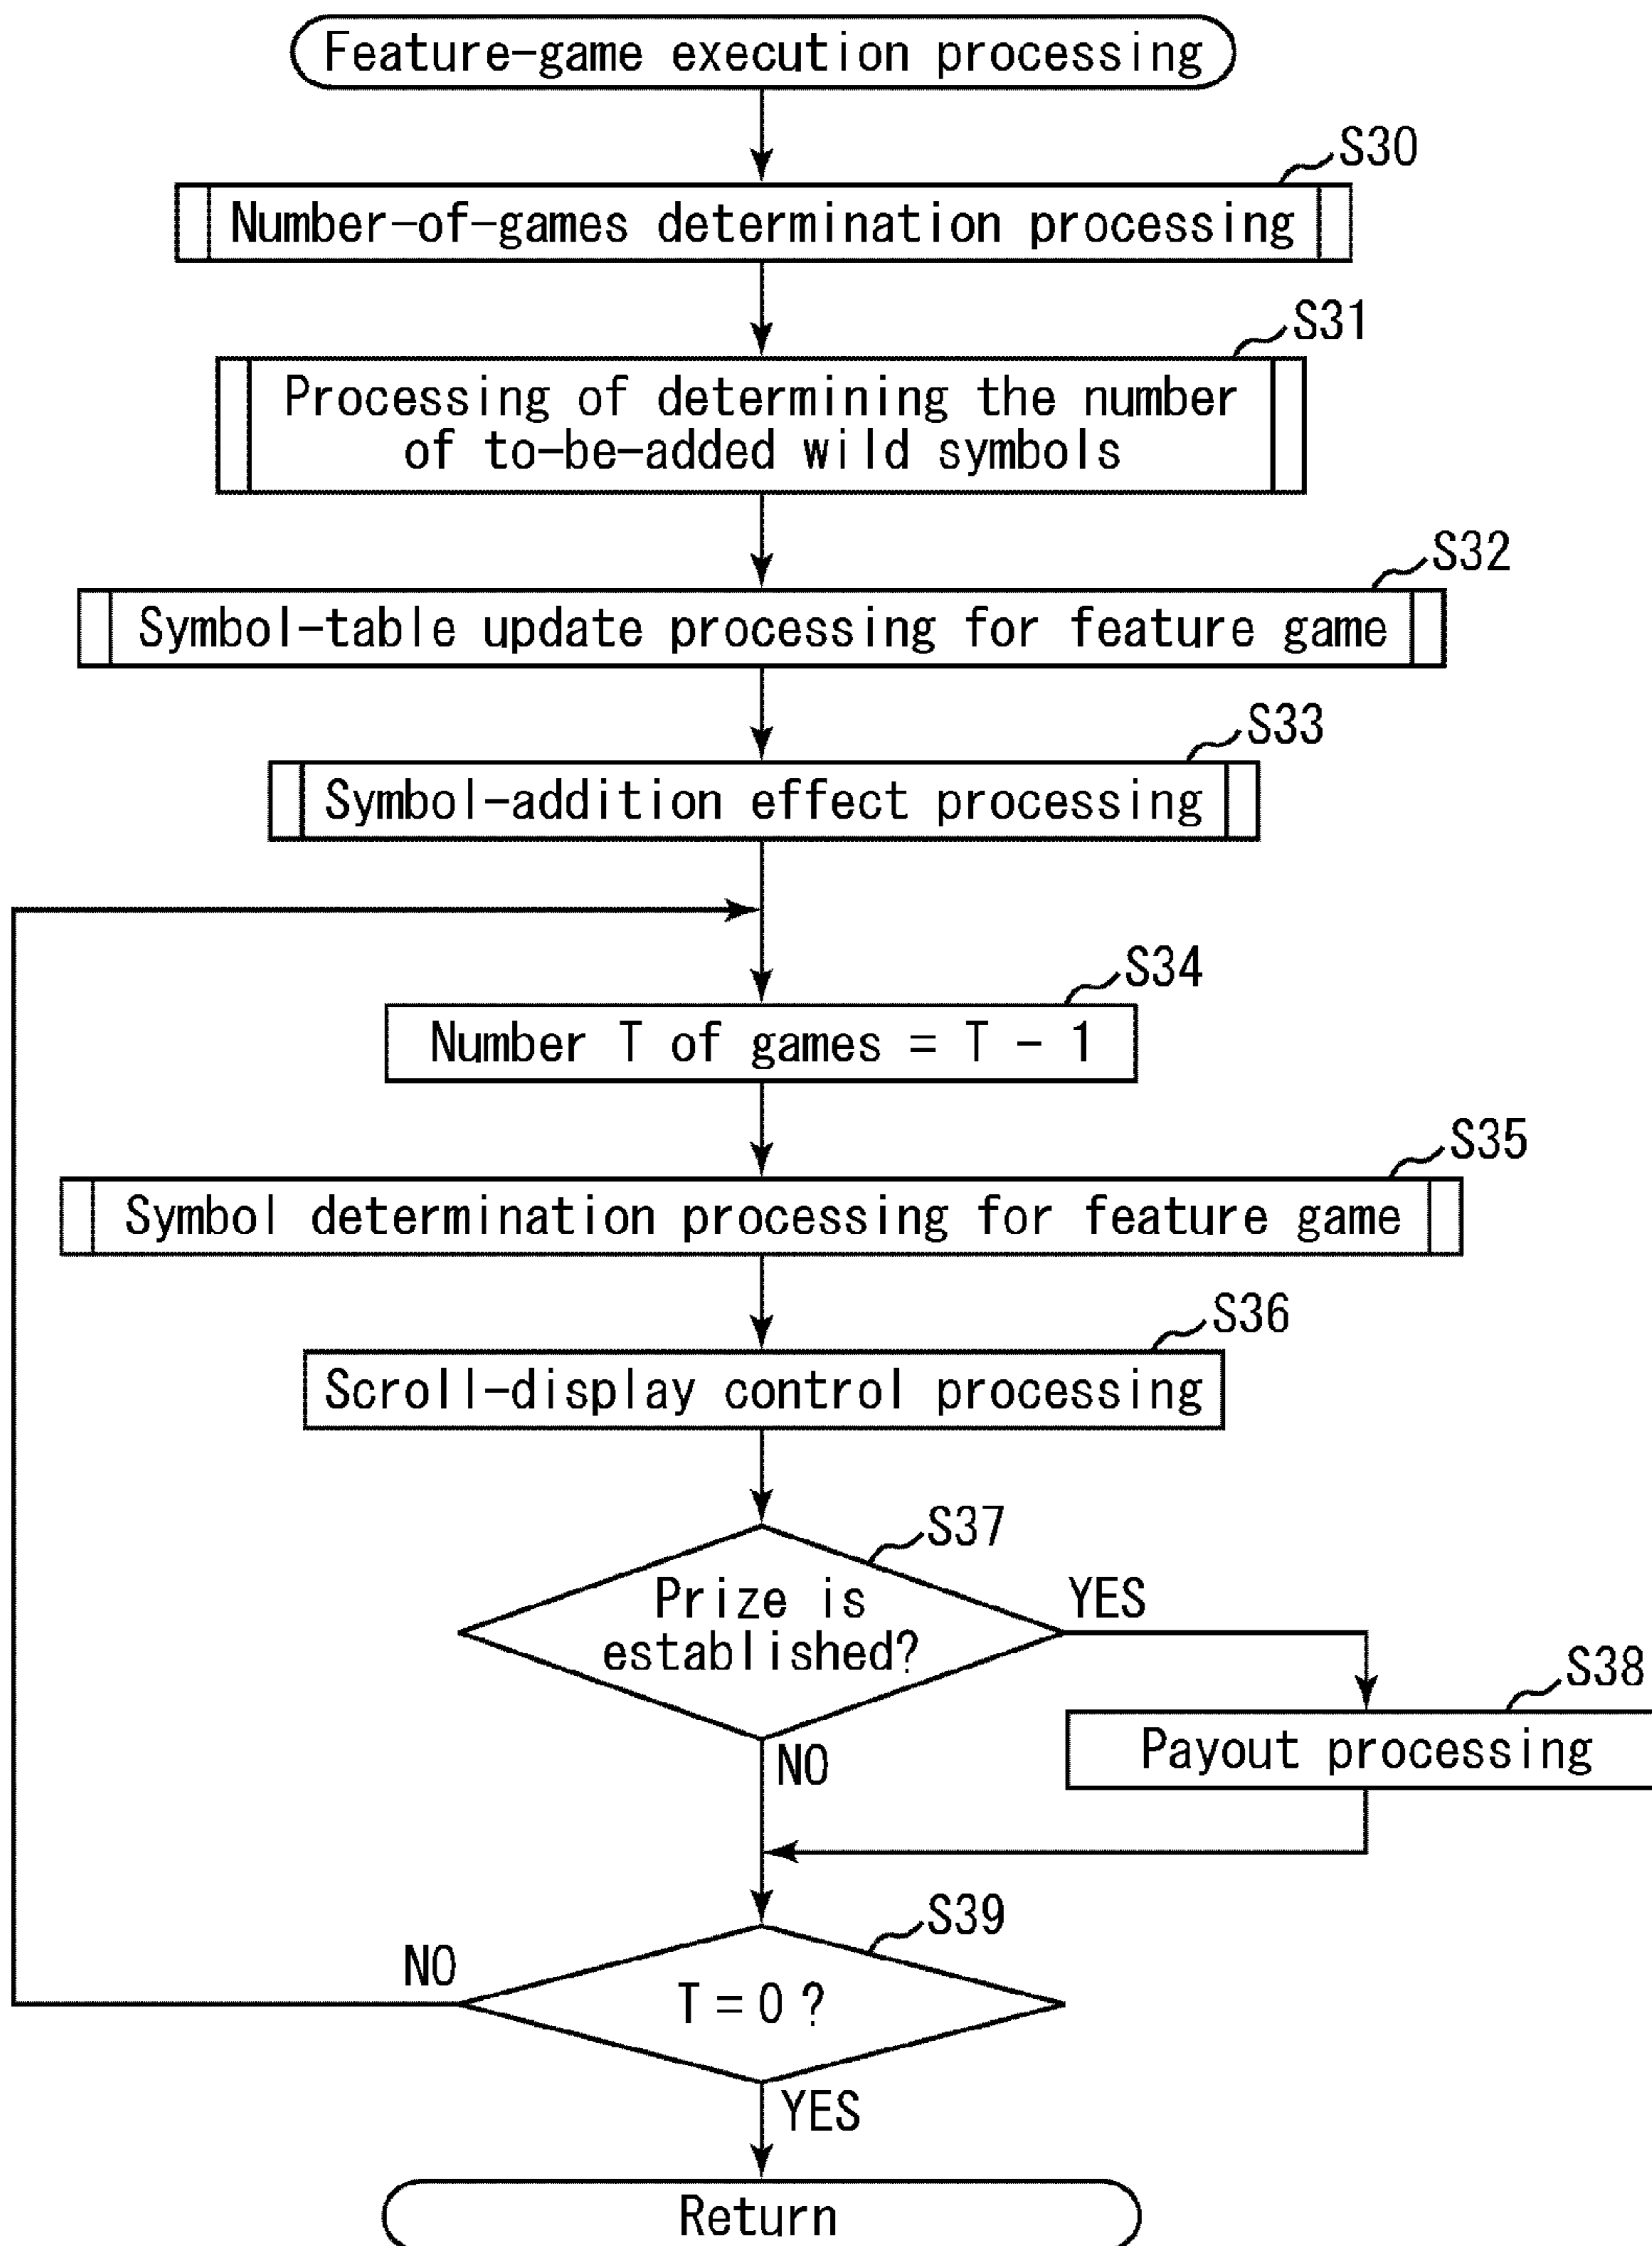 Feature-game execution processing
S30
Number-of-games determination processing
S31
Processing of determining the number
of to-be-added wild symbols
S32
Symbol-table update processing for feature game
S33
Symbol-addition effect processing
S34
Number T of games = T - 1
S35
Symbol determination processing for feature game
S36
Scroll-display control processing
S37
Prize is
established?
YES
NO
S38
Payout processing
S39
NO
T=0?
YES
Return